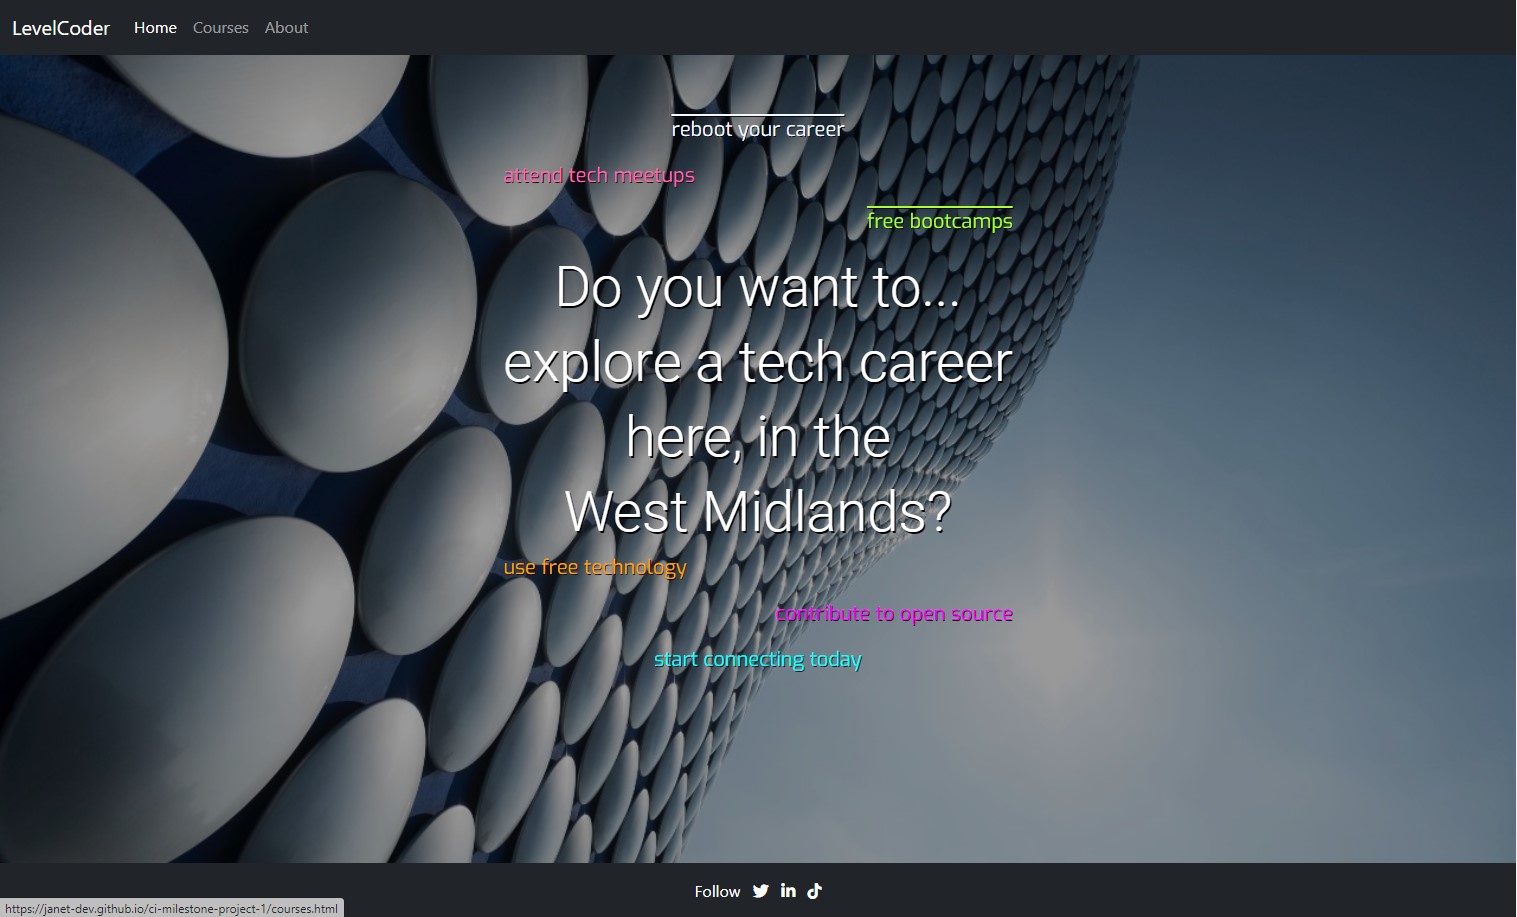 LevelCoder Home Courses About
reboot your career
attend tech meetups
free bootcamps
Do you want to...
explore a tech career
here, in the
West Midlands?
use free technology
contribute to open source
start connecting today
Follow
https://janet-dev.github.io/ci-milestone-project-1/courses.html